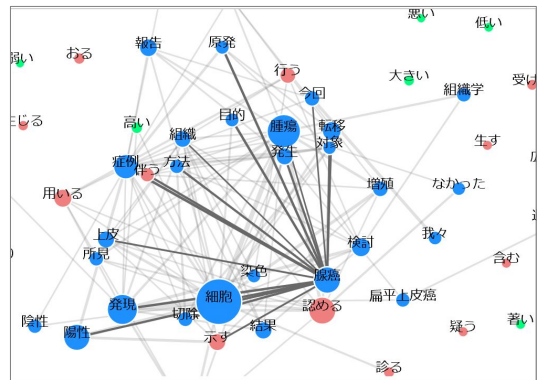 悪い
低い
報告
原発
おる
弱い
行う
大きい
今回
組織学
高い
目的
腫瘍
転移
組織
対象
生す
発生
症例
伴う
方法
増殖
なかった
用いる
上皮
我々
検討
所見
含む
染色
腺癌
細胞
扁平上皮癌
発現
認める
切除
陰性
陽性
示す
結果
疑う
著い
診る